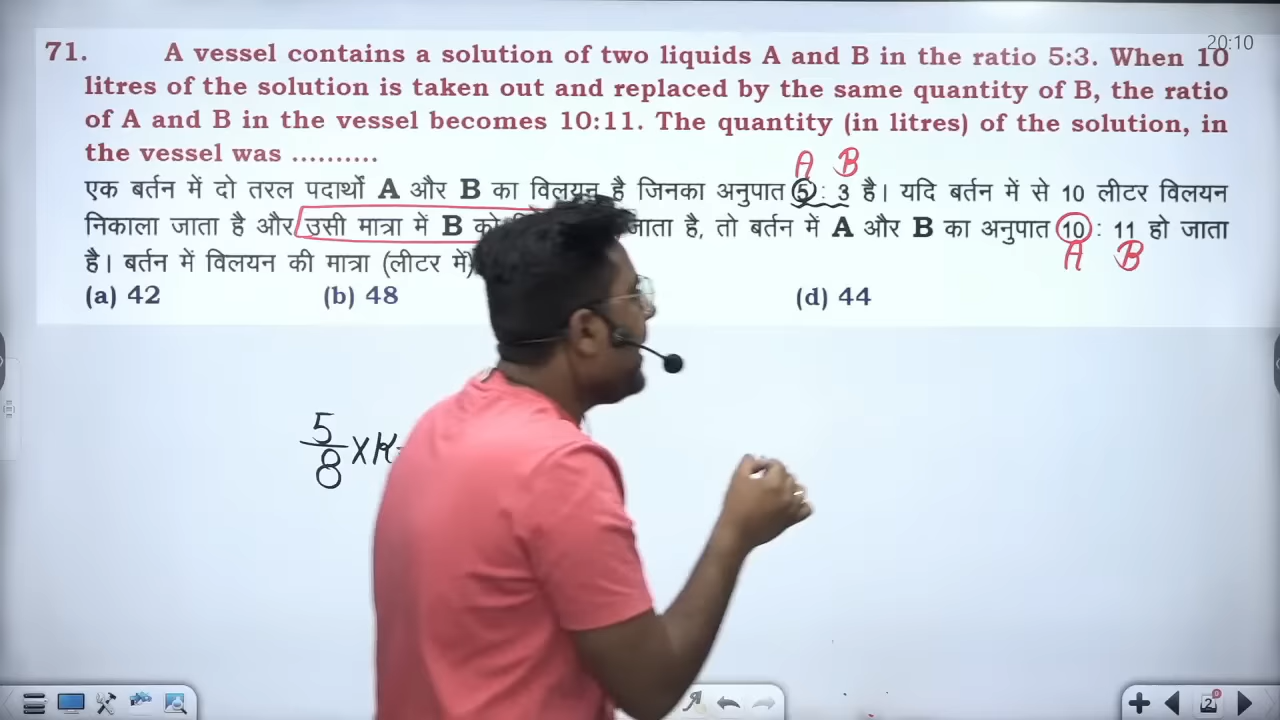 20:10
71. A vessel contains a solution of two liquids A and B in the ratio 5:3. When 10
litres of the solution is taken out and replaced by the same quantity of B, the ratio
of A and B in the vessel becomes 10:11. The quantity (in litres) of the solution, in
the vessel was ..........
A B
एक बर्तन में दो तरल पदार्थों A और B का विलयन है जिनका अनुपात 5 : 3 है। यदि बर्तन में से 10 लीटर विलयन
निकाला जाता है और उसी मात्रा में B को जाता है, तो बर्तन में A और B का अनुपात 10 : 11 हो जाता
A B
है। बर्तन में विलयन की मात्रा (लीटर में)
(a) 42 (b) 48 (d) 44
5/8 × K
2